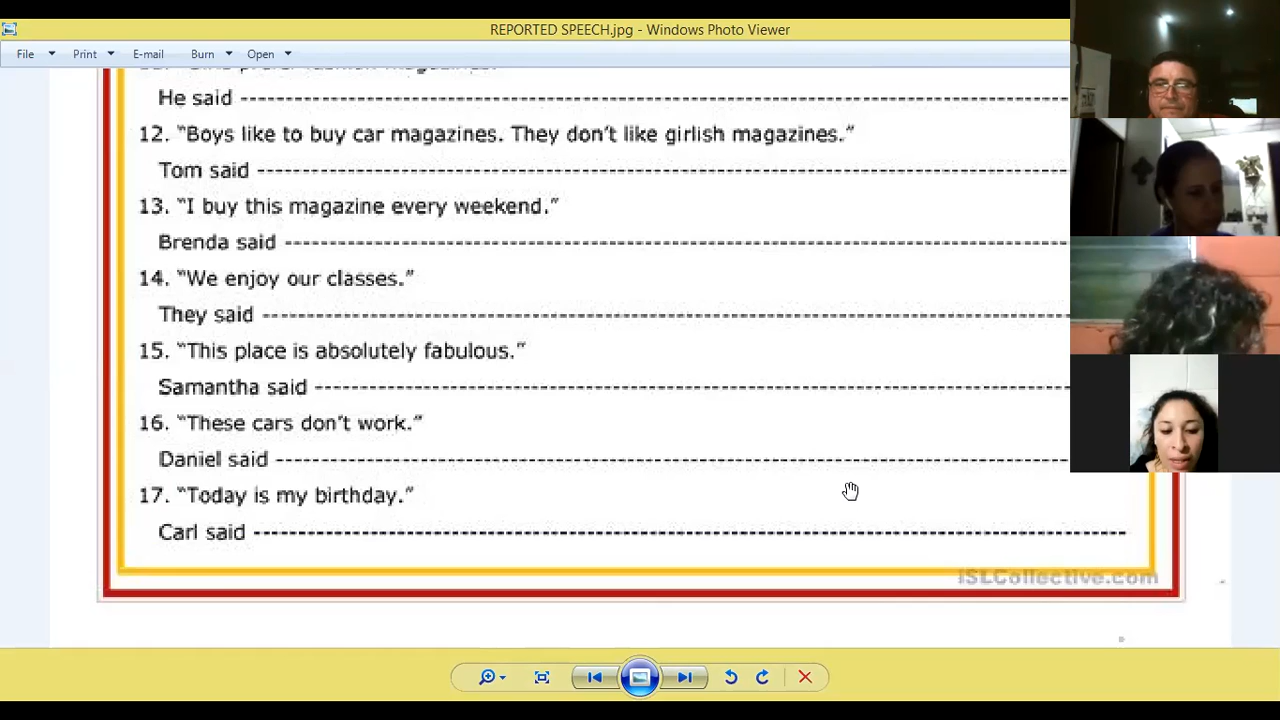 REPORTED SPEECH.jpg - Windows Photo Viewer
File Print E-mail Burn Open
He said
12. “Boys like to buy car magazines. They don’t like girlish magazines.”
Tom said
13. “I buy this magazine every weekend.”
Brenda said
14. “We enjoy our classes.”
They said
15. “This place is absolutely fabulous.”
Samantha said
16. “These cars don’t work.”
Daniel said
17. “Today is my birthday.”
Carl said
iSLCollective.com